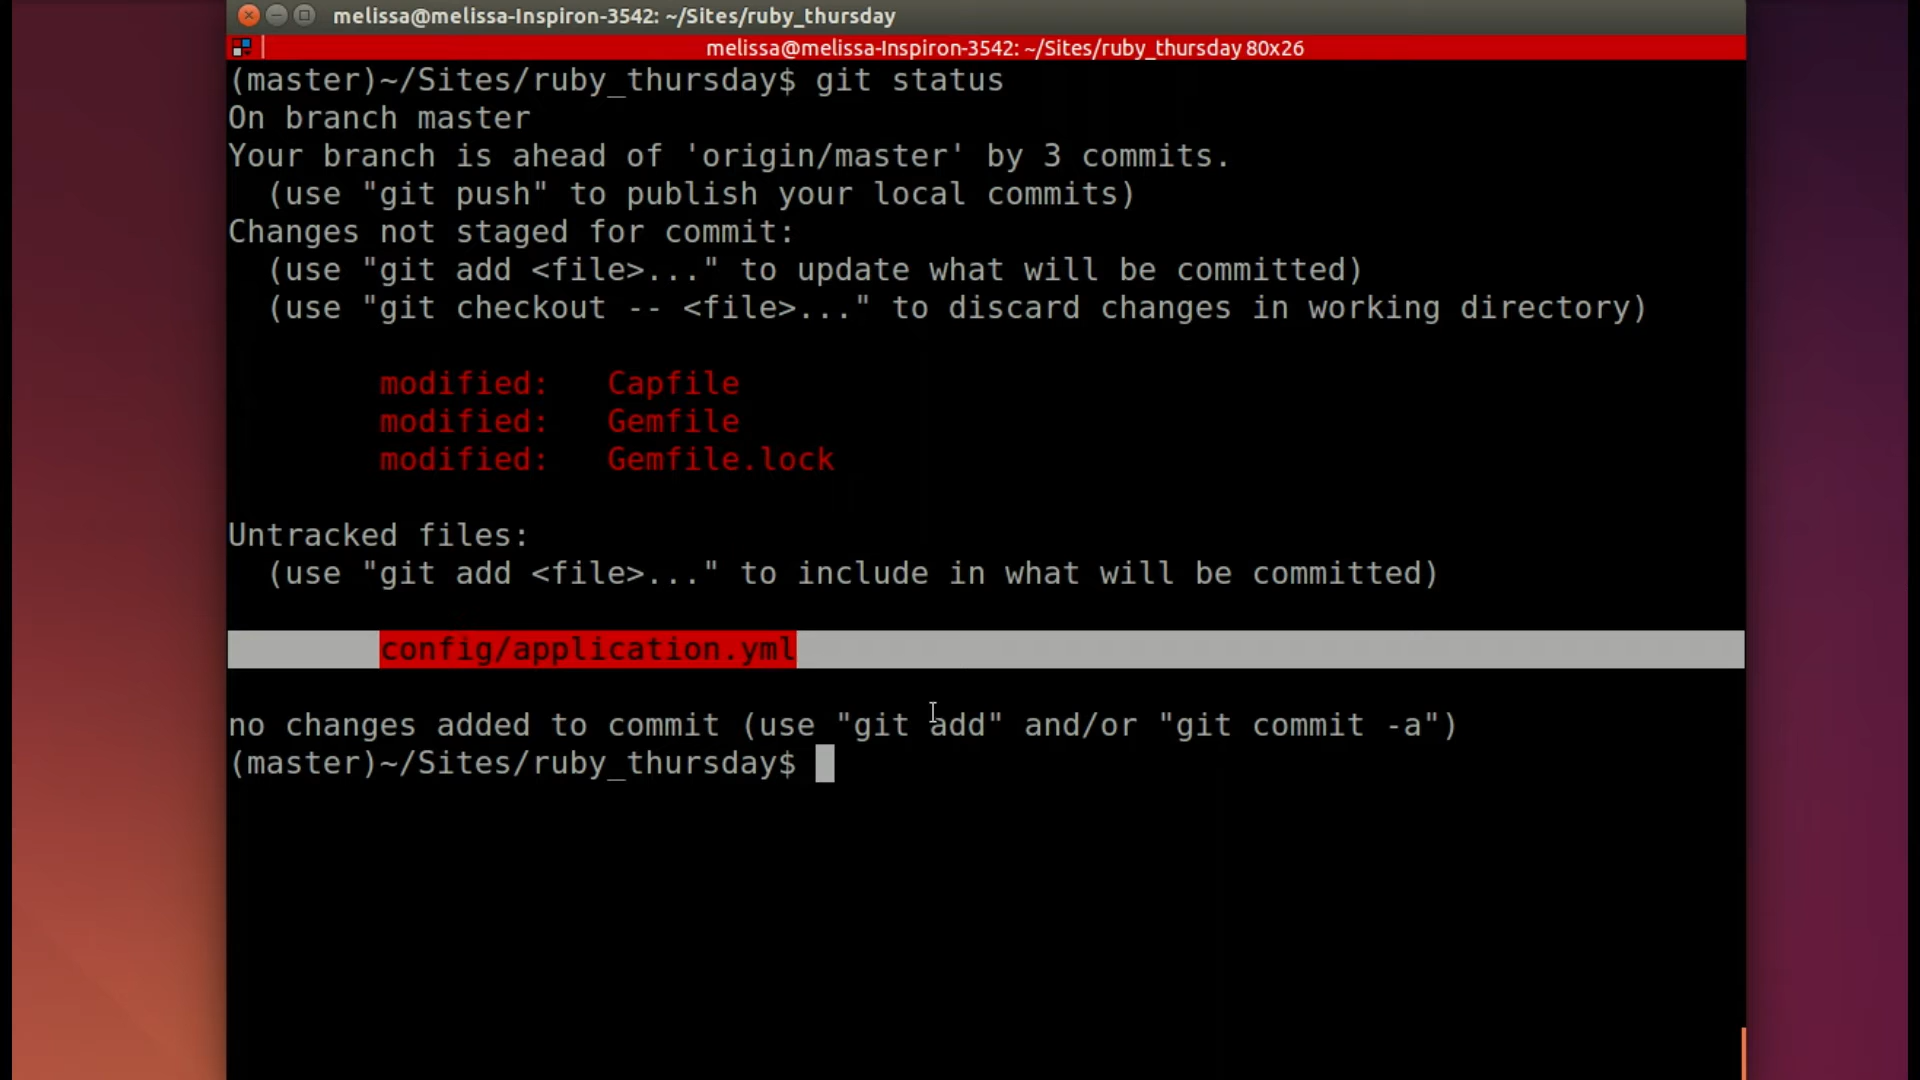 melissa@melissa-Inspiron-3542: ~/Sites/ruby_thursday
melissa@melissa-Inspiron-3542: ~/Sites/ruby_thursday 80x26
(master)~/Sites/ruby_thursday$ git status
On branch master
Your branch is ahead of 'origin/master' by 3 commits.
  (use "git push" to publish your local commits)
Changes not staged for commit:
  (use "git add <file>..." to update what will be committed)
  (use "git checkout -- <file>..." to discard changes in working directory)
        modified:   Capfile
        modified:   Gemfile
        modified:   Gemfile.lock
Untracked files:
  (use "git add <file>..." to include in what will be committed)
        config/application.yml
no changes added to commit (use "git add" and/or "git commit -a")
(master)~/Sites/ruby_thursday$